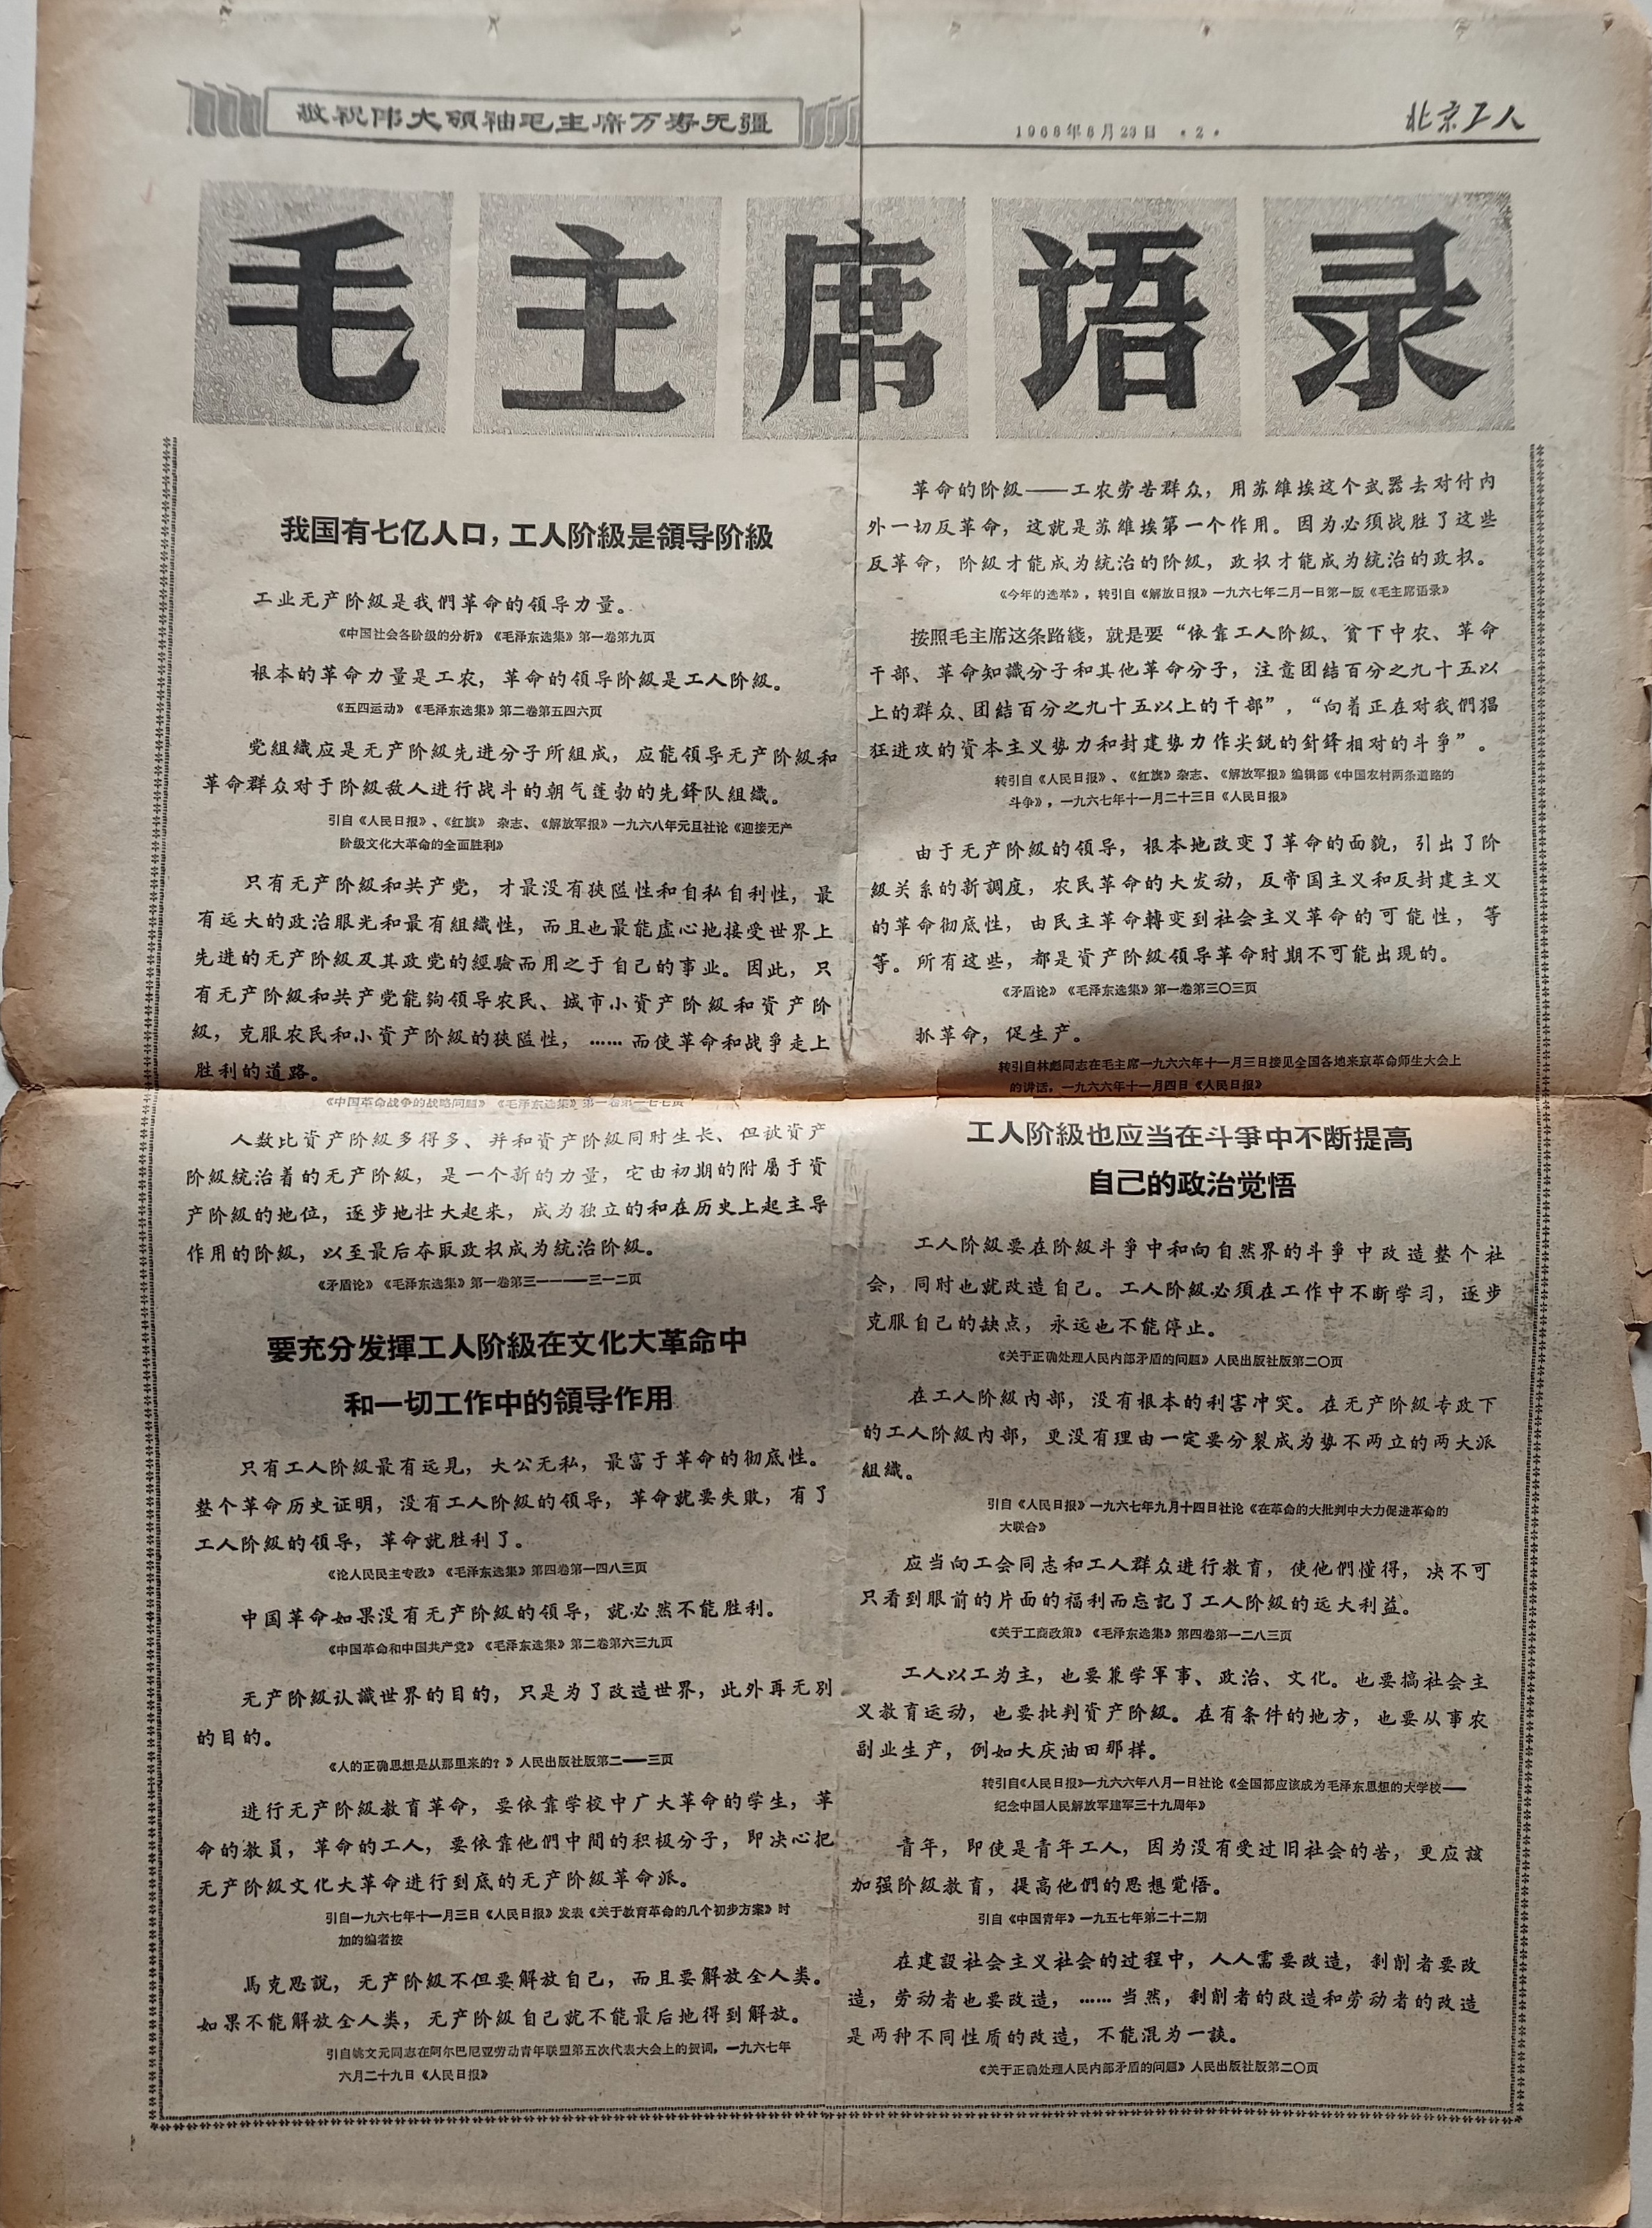 敬祝伟大领袖毛主席万寿无疆
1968年8月23日 ·2·
北京工人
毛主席语录
我国有七亿人口，工人阶級是領导阶級
工业无产阶級是我們革命的領导力量。
《中国社会各阶级的分析》《毛泽东选集》第一卷第九页
根本的革命力量是工农，革命的領导阶級是工人阶級。
《五四运动》《毛泽东选集》第二卷第五四六页
党組織应是无产阶級先进分子所組成，应能領导无产阶級和
革命群众对于阶級敌人进行战斗的朝气蓬勃的先鋒队組織。
引自《人民日报》、《红旗》 杂志、《解放军报》一九六八年元旦社论《迎接无产
阶级文化大革命的全面胜利》
只有无产阶級和共产党，才最没有狹隘性和自私自利性，最
有远大的政治眼光和最有組織性，而且也最能虛心地接受世界上
先进的无产阶級及其政党的經驗而用之于自己的事业。因此，只
有无产阶級和共产党能夠領导农民、城市小資产阶級和資产阶
級，克服农民和小資产阶級的狹隘性，……而使革命和战爭走上
胜利的道路。
《中国革命战争的战略问题》《毛泽东选集》第一卷第一七七页
人数比資产阶級多得多、幷和資产阶級同时生长、但被資产
阶級統治着的无产阶級，是一个新的力量，它由初期的附屬于資
产阶級的地位，逐步地壮大起来，成为独立的和在历史上起主导
作用的阶級，以至最后夺取政权成为統治阶級。
《矛盾论》《毛泽东选集》第一卷第三一一——三一二页
要充分发揮工人阶級在文化大革命中
和一切工作中的領导作用
只有工人阶級最有远見，大公无私，最富于革命的彻底性。
整个革命历史证明，没有工人阶級的領导，革命就要失敗，有了
工人阶級的領导，革命就胜利了。
《论人民民主专政》《毛泽东选集》第四卷第一四八三页
中国革命如果没有无产阶級的領导，就必然不能胜利。
《中国革命和中国共产党》《毛泽东选集》第二卷第六三九页
无产阶級认識世界的目的，只是为了改造世界，此外再无別
的目的。
《人的正确思想是从那里来的？》人民出版社版第二——三页
进行无产阶級教育革命，要依靠学校中广大革命的学生，革
命的教員，革命的工人，要依靠他們中間的积极分子，即决心把
无产阶級文化大革命进行到底的无产阶級革命派。
引自一九六七年十一月三日《人民日报》发表《关于教育革命的几个初步方案》时
加的编者按
馬克思說，无产阶級不但要解放自己，而且要解放全人类。
如果不能解放全人类，无产阶級自己就不能最后地得到解放。
引自姚文元同志在阿尔巴尼亚劳动青年联盟第五次代表大会上的贺词，一九六七年
六月二十九日《人民日报》
革命的阶級——工农劳苦群众，用苏維埃这个武器去对付内
外一切反革命，这就是苏維埃第一个作用。因为必須战胜了这些
反革命，阶級才能成为統治的阶級，政权才能成为統治的政权。
《今年的选举》，转引自《解放日报》一九六七年二月一日第一版《毛主席语录》
按照毛主席这条路綫，就是要“依靠工人阶級、貧下中农、革命
干部、革命知識分子和其他革命分子，注意团結百分之九十五以
上的群众、团結百分之九十五以上的干部”，“向着正在对我們猖
狂进攻的資本主义势力和封建势力作尖銳的針鋒相对的斗爭”。
转引自《人民日报》、《红旗》杂志、《解放军报》编辑部《中国农村两条道路的
斗争》，一九六七年十一月二十三日《人民日报》
由于无产阶級的領导，根本地改变了革命的面貌，引出了阶
級关系的新調度，农民革命的大发动，反帝国主义和反封建主义
的革命彻底性，由民主革命轉变到社会主义革命的可能性，等
等。所有这些，都是資产阶級領导革命时期不可能出現的。
《矛盾论》《毛泽东选集》第一卷第三〇三页
抓革命，促生产。
转引自林彪同志在毛主席一九六六年十一月三日接见全国各地来京革命师生大会上
的讲话，一九六六年十一月四日《人民日报》
工人阶級也应当在斗爭中不断提高
自己的政治觉悟
工人阶級要在阶級斗爭中和向自然界的斗爭中改造整个社
会，同时也就改造自己。工人阶級必須在工作中不断学习，逐步
克服自己的缺点，永远也不能停止。
《关于正确处理人民内部矛盾的问题》人民出版社版第二〇页
在工人阶級内部，没有根本的利害冲突。在无产阶級专政下
的工人阶級内部，更没有理由一定要分裂成为势不两立的两大派
組織。
引自《人民日报》一九六七年九月十四日社论《在革命的大批判中大力促进革命的
大联合》
应当向工会同志和工人群众进行教育，使他們懂得，决不可
只看到眼前的片面的福利而忘記了工人阶級的远大利益。
《关于工商政策》《毛泽东选集》第四卷第一二八三页
工人以工为主，也要兼学軍事、政治、文化。也要搞社会主
义教育运动，也要批判資产阶級。在有条件的地方，也要从事农
副业生产，例如大庆油田那样。
转引自《人民日报》一九六六年八月一日社论《全国都应该成为毛泽东思想的大学校——
纪念中国人民解放军建军三十九周年》
青年，即使是青年工人，因为没有受过旧社会的苦，更应該
加强阶級教育，提高他們的思想觉悟。
引自《中国青年》一九五七年第二十二期
在建設社会主义社会的过程中，人人需要改造，剝削者要改
造，劳动者也要改造，……当然，剝削者的改造和劳动者的改造
是两种不同性质的改造，不能混为一談。
《关于正确处理人民内部矛盾的问题》人民出版社版第二〇页